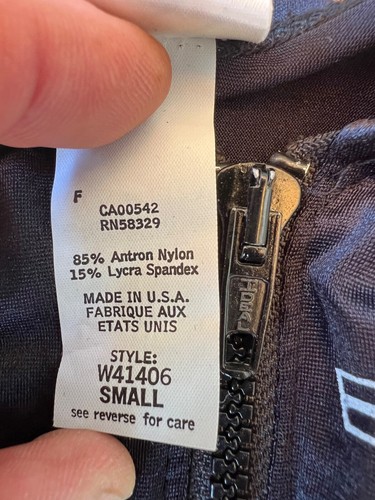 F
CA00542
RN58329
85% Antron Nylon
15% Lycra Spandex
MADE IN U.S.A.
FABRIQUE AUX
ETATS UNIS
STYLE:
W41406
SMALL
see reverse for care